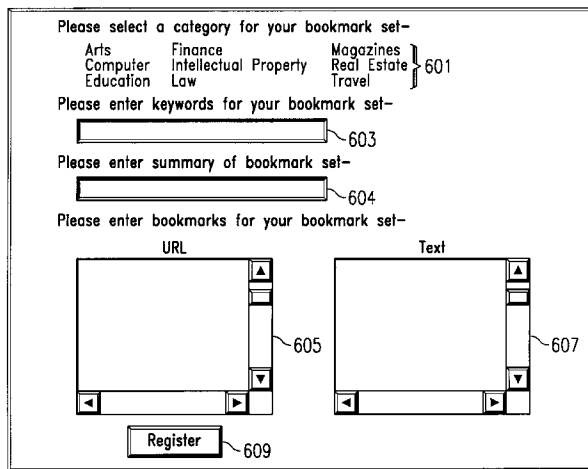 Please select a category for your bookmark set-
Arts Finance Magazines
Computer Intellectual Property Real Estate 601
Education Law Travel
Please enter keywords for your bookmark set-
603
Please enter summary of bookmark set-
604
Please enter bookmarks for your bookmark set-
URL Text
605 607
Register 609